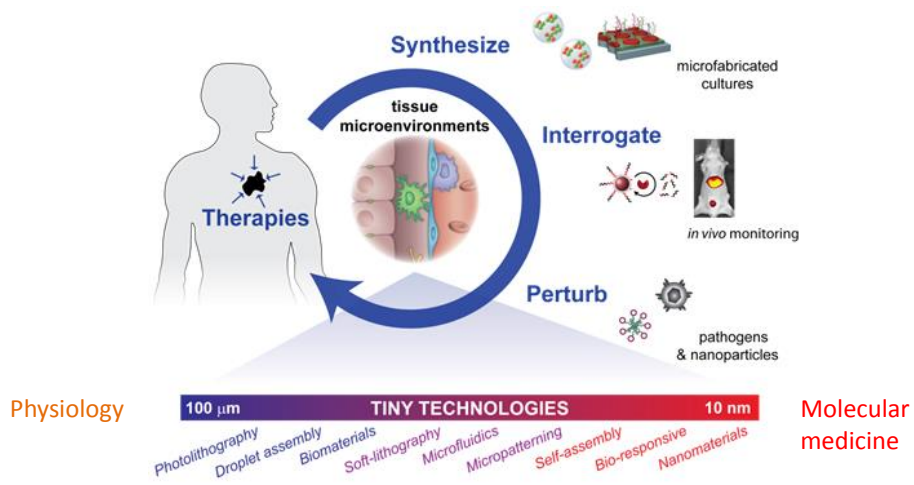 Synthesize
microfabricated
cultures
tissue
microenvironments
Interrogate
Therapies
in vivo monitoring
Perturb
pathogens
& nanoparticles
Physiology
100 μm
TINY TECHNOLOGIES
10 nm
Molecular
medicine
Photolithography
Droplet assembly
Biomaterials
Soft-lithography
Microfluidics
Micropatterning
Self-assembly
Bio-responsive
Nanomaterials